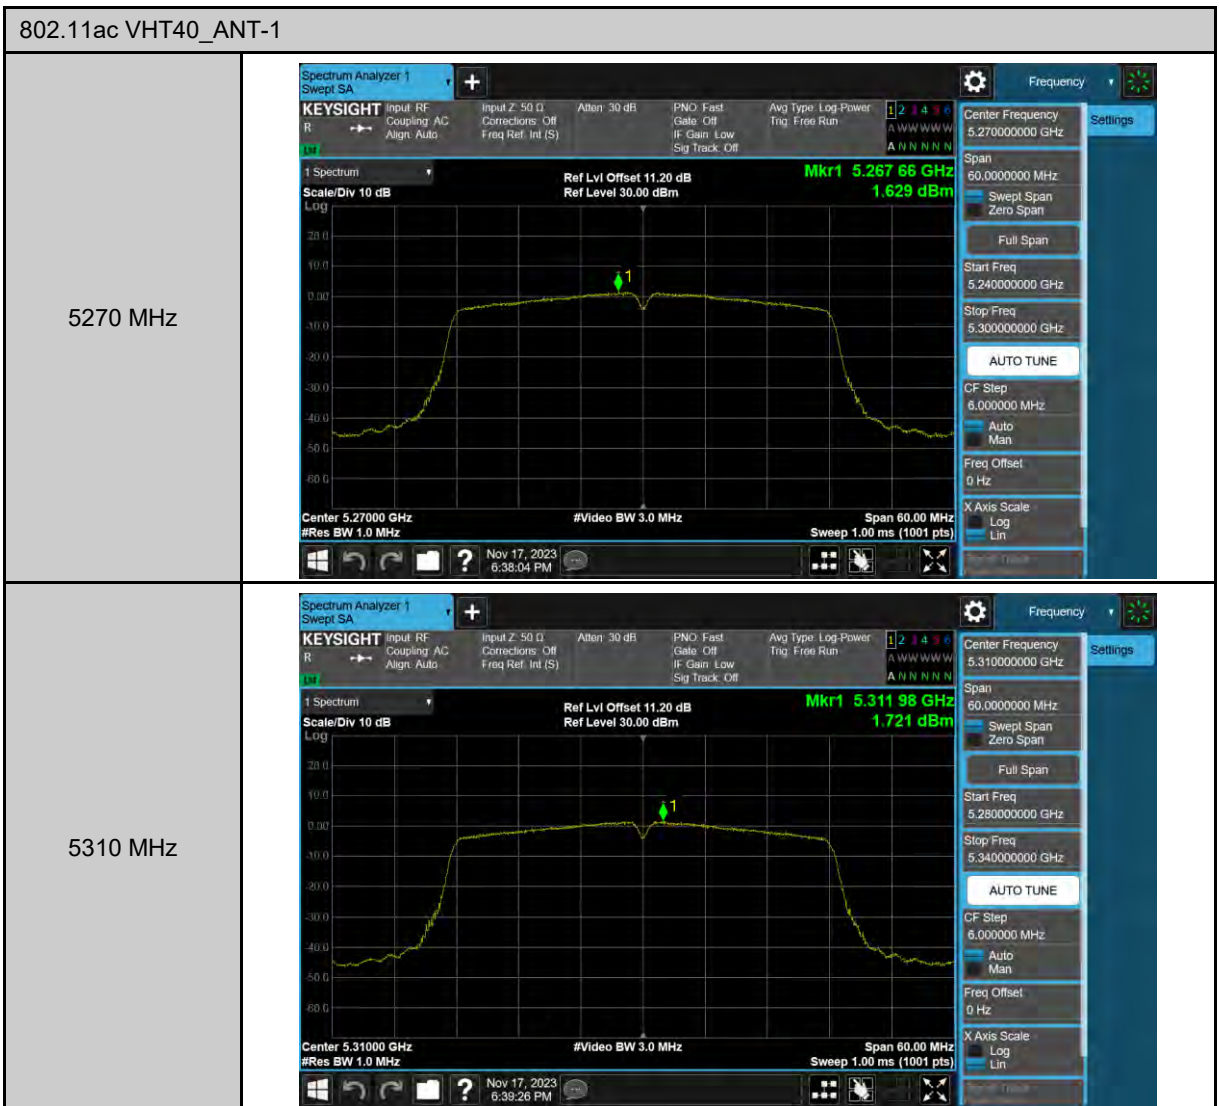 802.11ac VHT40_ANT-1
5270 MHz
Spectrum Analyzer 1
Swept SA
Frequency
KEYSIGHT
R
Input: RF
Coupling: AC
Align: Auto
Input Z: 50 Ω
Corrections: Off
Freq Ref: Int (S)
Atten: 30 dB
PNO: Fast
Gate: Off
IF Gain: Low
Sig Track: Off
Avg Type: Log-Power
Trig: Free Run
1 2 3 4 5 6
A W W W W W
A N N N N N
1 Spectrum
Scale/Div 10 dB
Log
Ref Lvl Offset 11.20 dB
Ref Level 30.00 dBm
Mkr1 5.267 66 GHz
1.629 dBm
20.0
10.0
0.00
-10.0
-20.0
-30.0
-40.0
-50.0
-60.0
1
Center 5.27000 GHz
#Res BW 1.0 MHz
#Video BW 3.0 MHz
Span 60.00 MHz
Sweep 1.00 ms (1001 pts)
Nov 17, 2023
6:38:04 PM
Center Frequency
5.270000000 GHz
Settings
Span
60.0000000 MHz
Swept Span
Zero Span
Full Span
Start Freq
5.240000000 GHz
Stop Freq
5.300000000 GHz
AUTO TUNE
CF Step
6.000000 MHz
Auto
Man
Freq Offset
0 Hz
X Axis Scale
Log
Lin
5310 MHz
Spectrum Analyzer 1
Swept SA
Frequency
KEYSIGHT
R
Input: RF
Coupling: AC
Align: Auto
Input Z: 50 Ω
Corrections: Off
Freq Ref: Int (S)
Atten: 30 dB
PNO: Fast
Gate: Off
IF Gain: Low
Sig Track: Off
Avg Type: Log-Power
Trig: Free Run
1 2 3 4 5 6
A W W W W W
A N N N N N
1 Spectrum
Scale/Div 10 dB
Log
Ref Lvl Offset 11.20 dB
Ref Level 30.00 dBm
Mkr1 5.311 98 GHz
1.721 dBm
20.0
10.0
0.00
-10.0
-20.0
-30.0
-40.0
-50.0
-60.0
1
Center 5.31000 GHz
#Res BW 1.0 MHz
#Video BW 3.0 MHz
Span 60.00 MHz
Sweep 1.00 ms (1001 pts)
Nov 17, 2023
6:39:26 PM
Center Frequency
5.310000000 GHz
Settings
Span
60.0000000 MHz
Swept Span
Zero Span
Full Span
Start Freq
5.280000000 GHz
Stop Freq
5.340000000 GHz
AUTO TUNE
CF Step
6.000000 MHz
Auto
Man
Freq Offset
0 Hz
X Axis Scale
Log
Lin